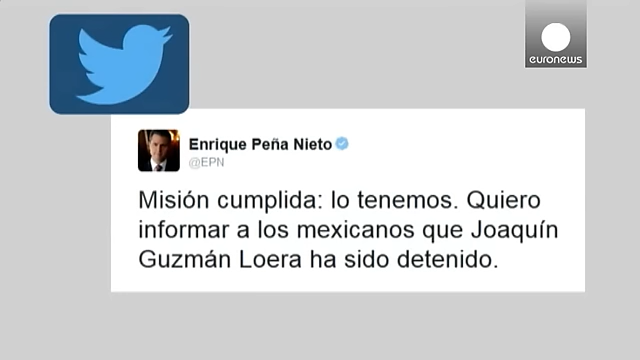 euronews
Enrique Peña Nieto
@EPN
Misión cumplida: lo tenemos. Quiero
informar a los mexicanos que Joaquín
Guzmán Loera ha sido detenido.